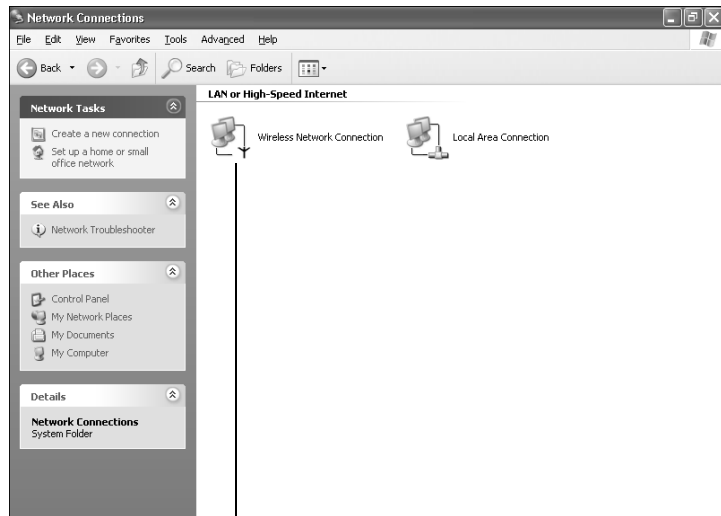 Network Connections
File Edit View Favorites Tools Advanced Help
Back Search Folders
Network Tasks
Create a new connection
Set up a home or small
office network
See Also
Network Troubleshooter
Other Places
Control Panel
My Network Places
My Documents
My Computer
Details
Network Connections
System Folder
LAN or High-Speed Internet
Wireless Network Connection
Local Area Connection